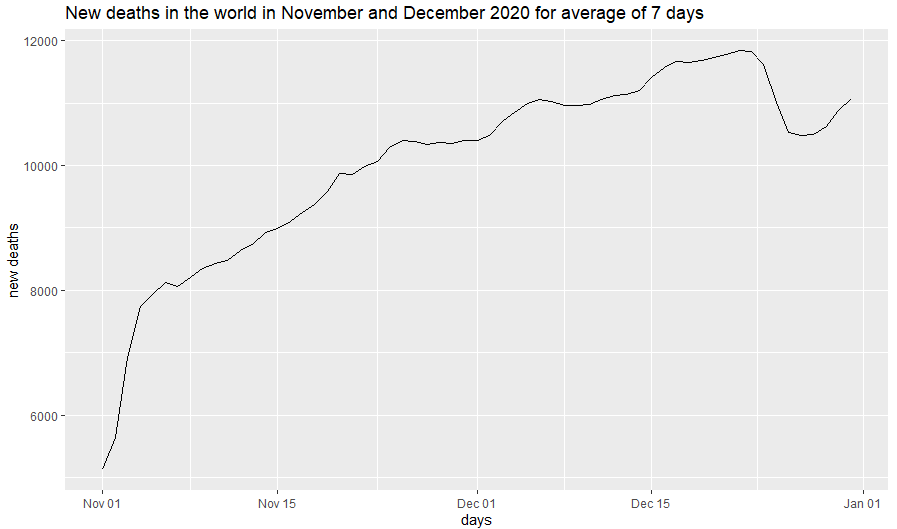 New deaths in the world in November and December 2020 for average of 7 days
12000
10000
8000
6000
new deaths
Nov 01 Nov 15 Dec 01 Dec 15 Jan 01
days